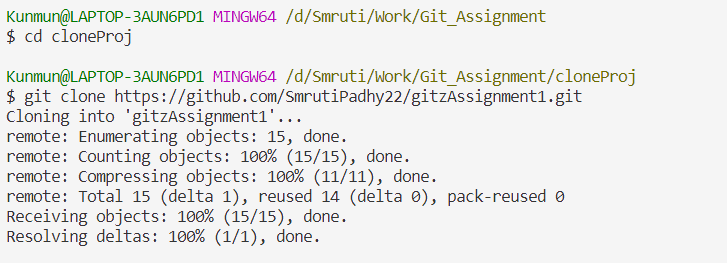 Kunmun@LAPTOP-3AUN6PD1 MINGW64 /d/Smruti/Work/Git_Assignment
$ cd cloneProj
Kunmun@LAPTOP-3AUN6PD1 MINGW64 /d/Smruti/Work/Git_Assignment/cloneProj
$ git clone https://github.com/SmrutiPadhy22/gitzAssignment1.git
Cloning into 'gitzAssignment1'...
remote: Enumerating objects: 15, done.
remote: Counting objects: 100% (15/15), done.
remote: Compressing objects: 100% (11/11), done.
remote: Total 15 (delta 1), reused 14 (delta 0), pack-reused 0
Receiving objects: 100% (15/15), done.
Resolving deltas: 100% (1/1), done.